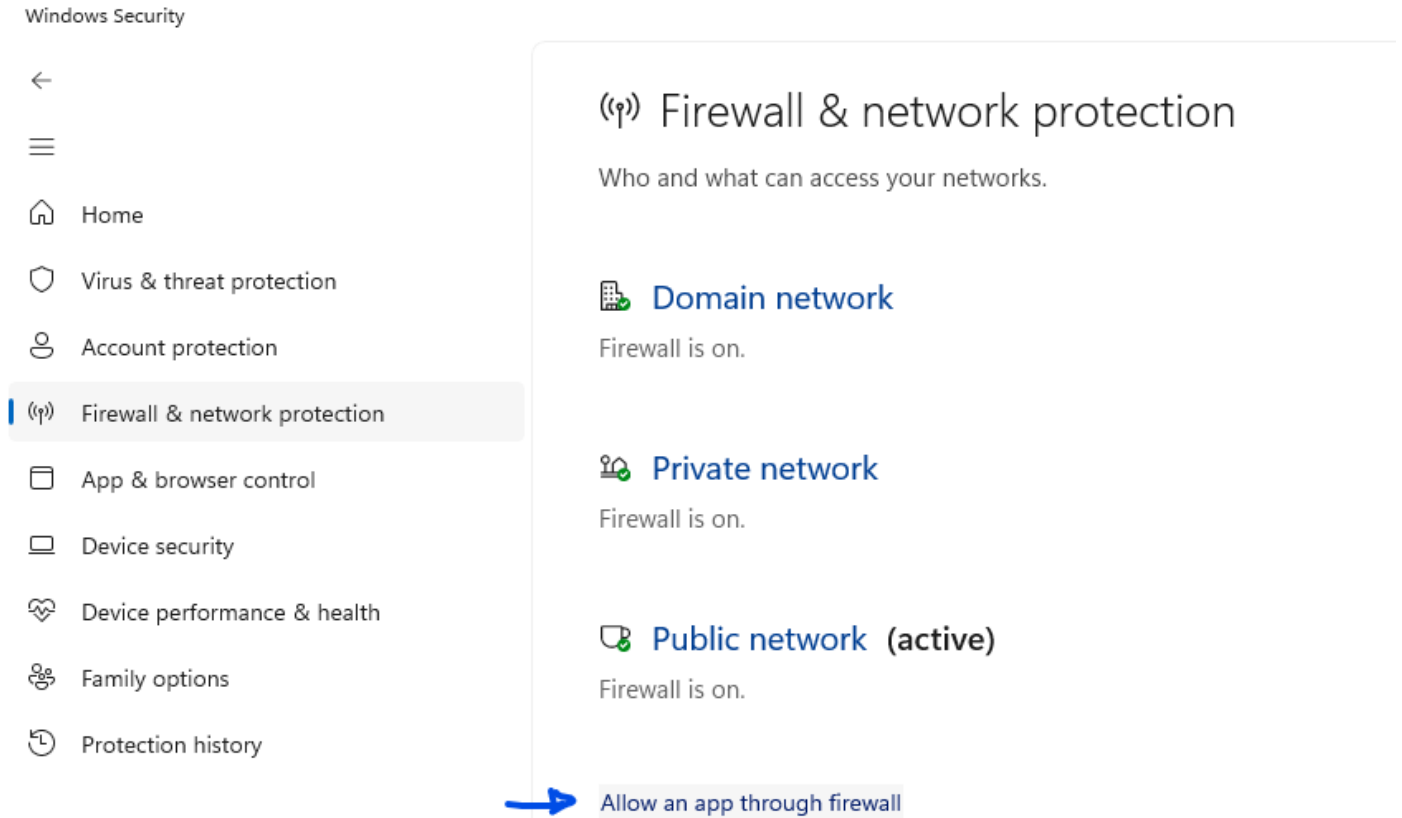 Windows Security
Home
Virus & threat protection
Account protection
Firewall & network protection
App & browser control
Device security
Device performance & health
Family options
Protection history
Firewall & network protection
Who and what can access your networks.
Domain network
Firewall is on.
Private network
Firewall is on.
Public network (active)
Firewall is on.
Allow an app through firewall